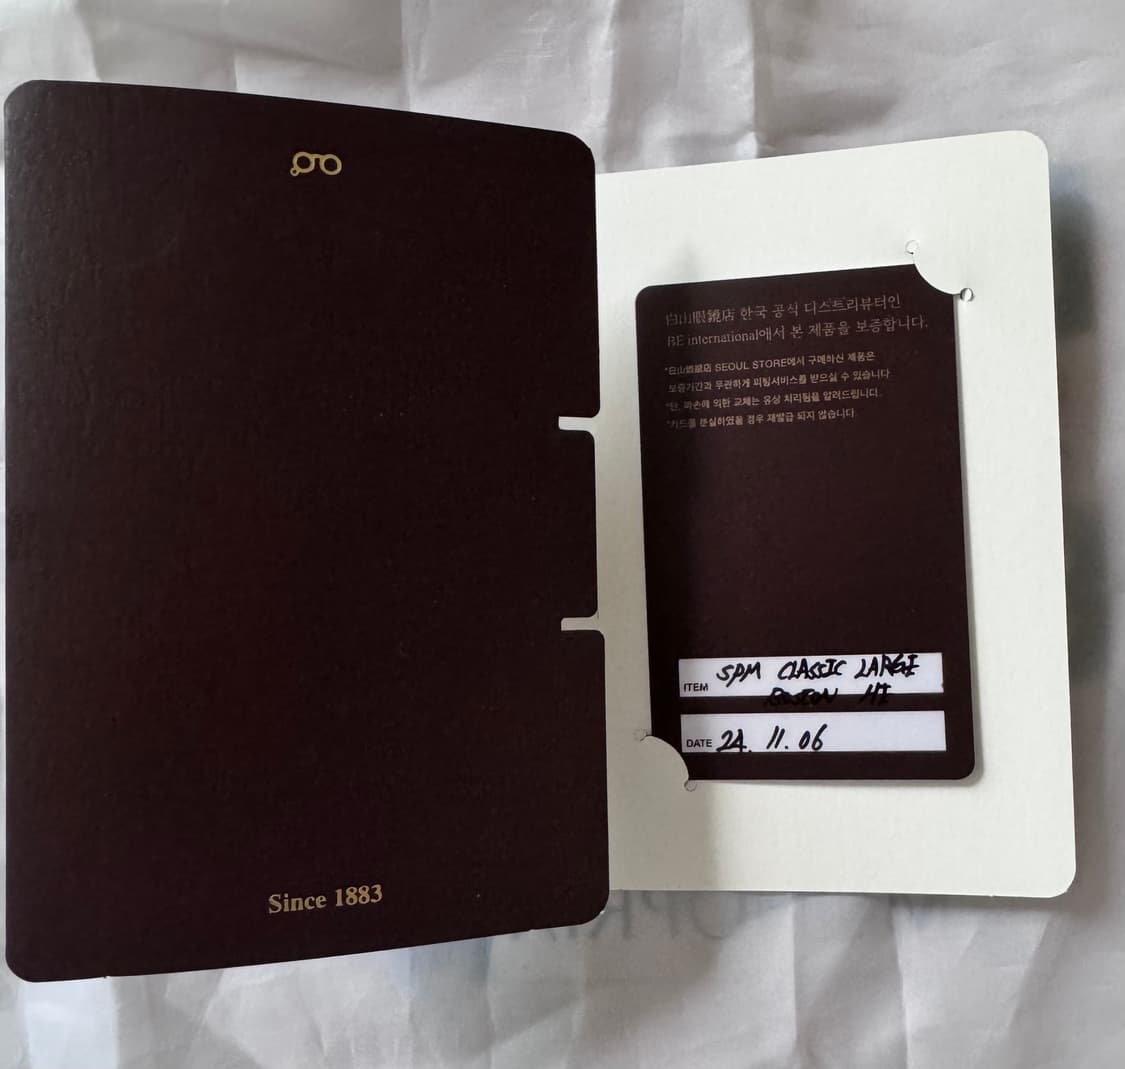 Since 1883
白山眼鏡店 한국 공식 디스트리뷰터인
BE international에서 본 제품을 보증합니다.
*白山眼鏡店 SEOUL STORE에서 구매하신 제품은
보증기간과 무관하게 피팅서비스를 받으실 수 있습니다.
*단, 파손에 의한 교체는 유상 처리됨을 알려드립니다.
*카드를 분실하였을 경우 재발급 되지 않습니다.
ITEM SPM CLASSIC LARGE
BOSTON
DATE 24. 11. 06